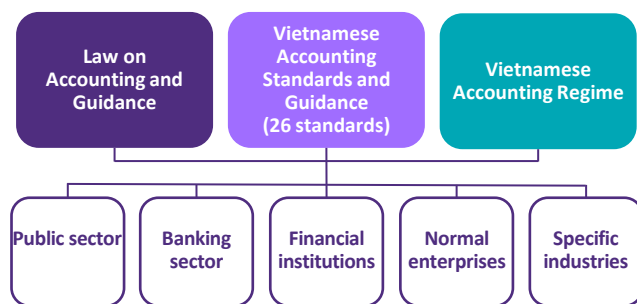 Law on
Accounting and
Guidance
Vietnamese
Accounting
Standards and
Guidance
(26 standards)
Vietnamese
Accounting Regime
Public sector
Banking
sector
Financial
institutions
Normal
enterprises
Specific
industries